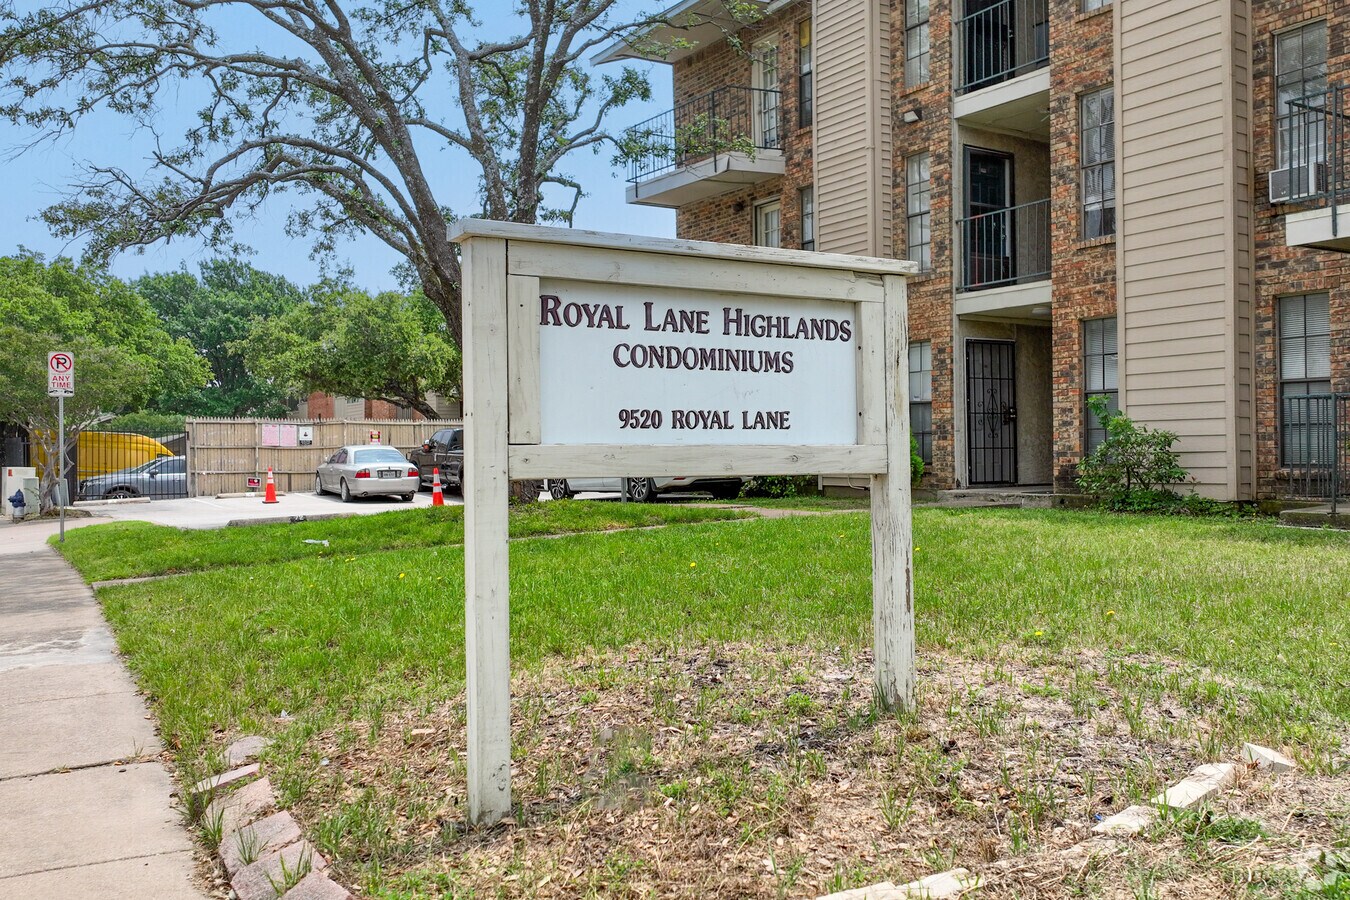 ROYAL LANE HIGHLANDS
CONDOMINIUMS
9520 ROYAL LANE
ANY
TIME